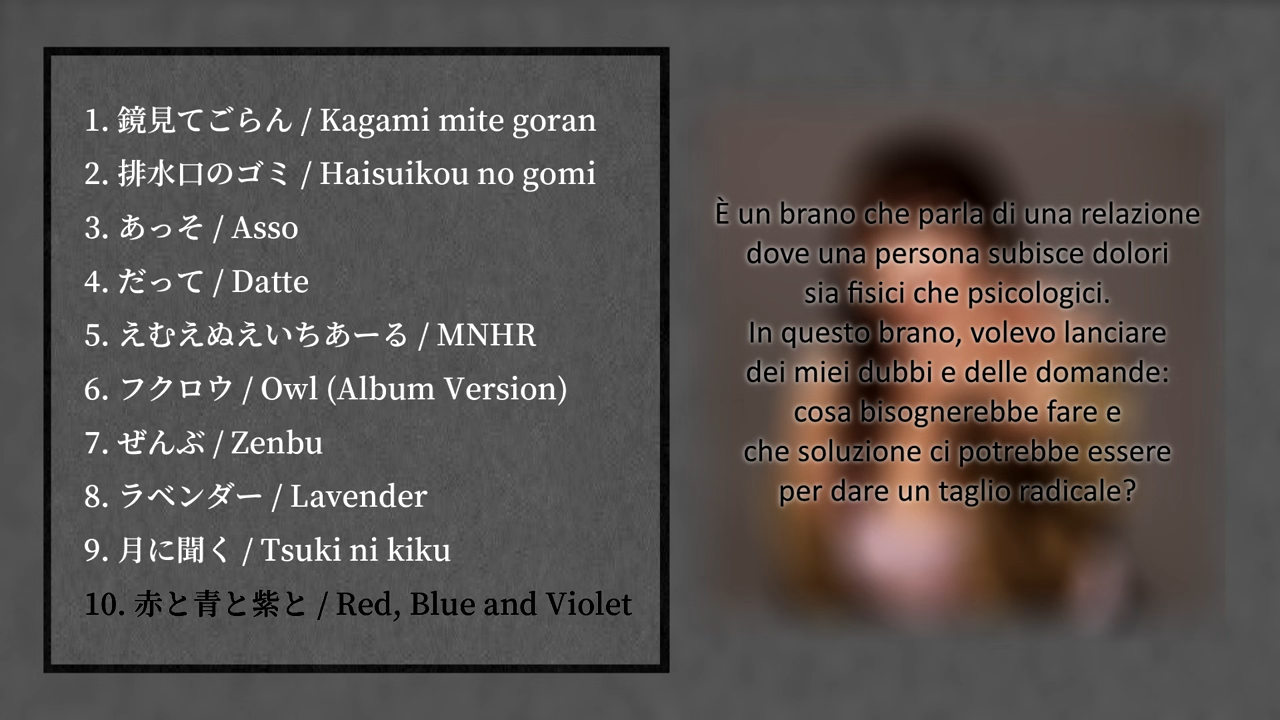 1. 鏡見てごらん / Kagami mite goran
2. 排水口のゴミ / Haisuikou no gomi
3. あっそ / Asso
4. だって / Datte
5. えむえぬえいちあーる / MNHR
6. フクロウ / Owl (Album Version)
7. ぜんぶ / Zenbu
8. ラベンダー / Lavender
9. 月に聞く / Tsuki ni kiku
10. 赤と青と紫と / Red, Blue and Violet
È un brano che parla di una relazione
dove una persona subisce dolori
sia fisici che psicologici.
In questo brano, volevo lanciare
dei miei dubbi e delle domande:
cosa bisognerebbe fare e
che soluzione ci potrebbe essere
per dare un taglio radicale?